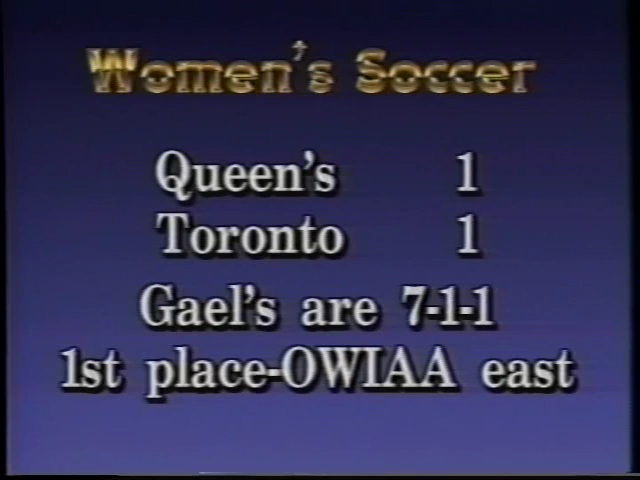 Women's Soccer
Queen's 1
Toronto 1
Gael's are 7-1-1
1st place-OWIAA east